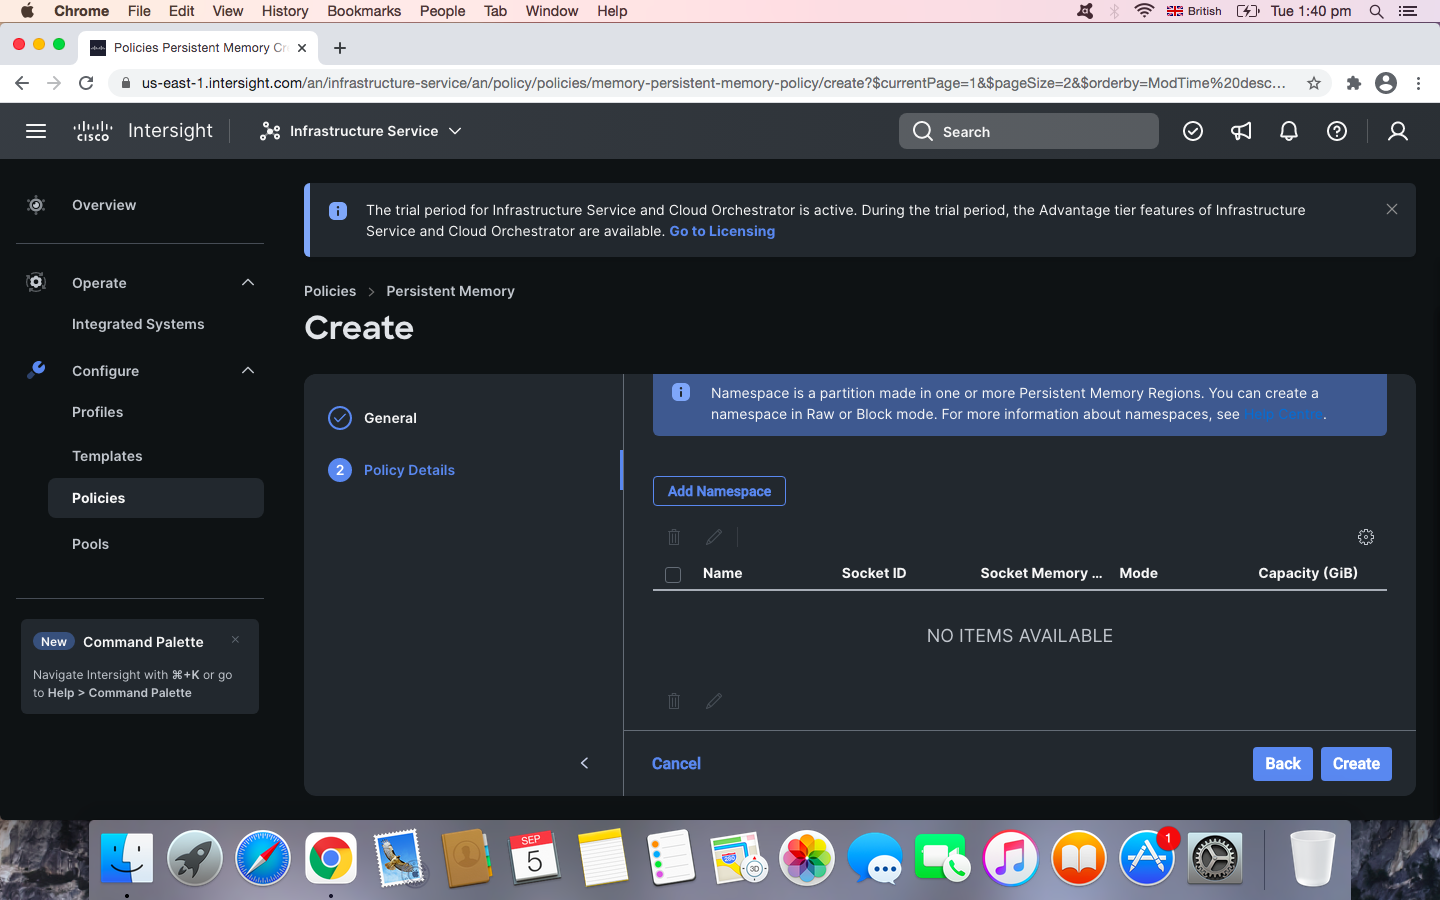 Chrome File Edit View History Bookmarks People Tab Window Help British Tue 1:40 pm
Policies Persistent Memory Cr
us-east-1.intersight.com/an/infrastructure-service/an/policy/policies/memory-persistent-memory-policy/create?$currentPage=1&$pageSize=2&$orderby=ModTime%20desc...
CISCO Intersight Infrastructure Service Search
Overview
Operate
Integrated Systems
Configure
Profiles
Templates
Policies
Pools
New Command Palette
Navigate Intersight with ⌘+K or go
to Help > Command Palette
The trial period for Infrastructure Service and Cloud Orchestrator is active. During the trial period, the Advantage tier features of Infrastructure
Service and Cloud Orchestrator are available. Go to Licensing
Policies > Persistent Memory
Create
General
2 Policy Details
Namespace is a partition made in one or more Persistent Memory Regions. You can create a
namespace in Raw or Block mode. For more information about namespaces, see Help Center.
Add Namespace
Name Socket ID Socket Memory ... Mode Capacity (GiB)
NO ITEMS AVAILABLE
Cancel Back Create
SEP
5
280
3D
1